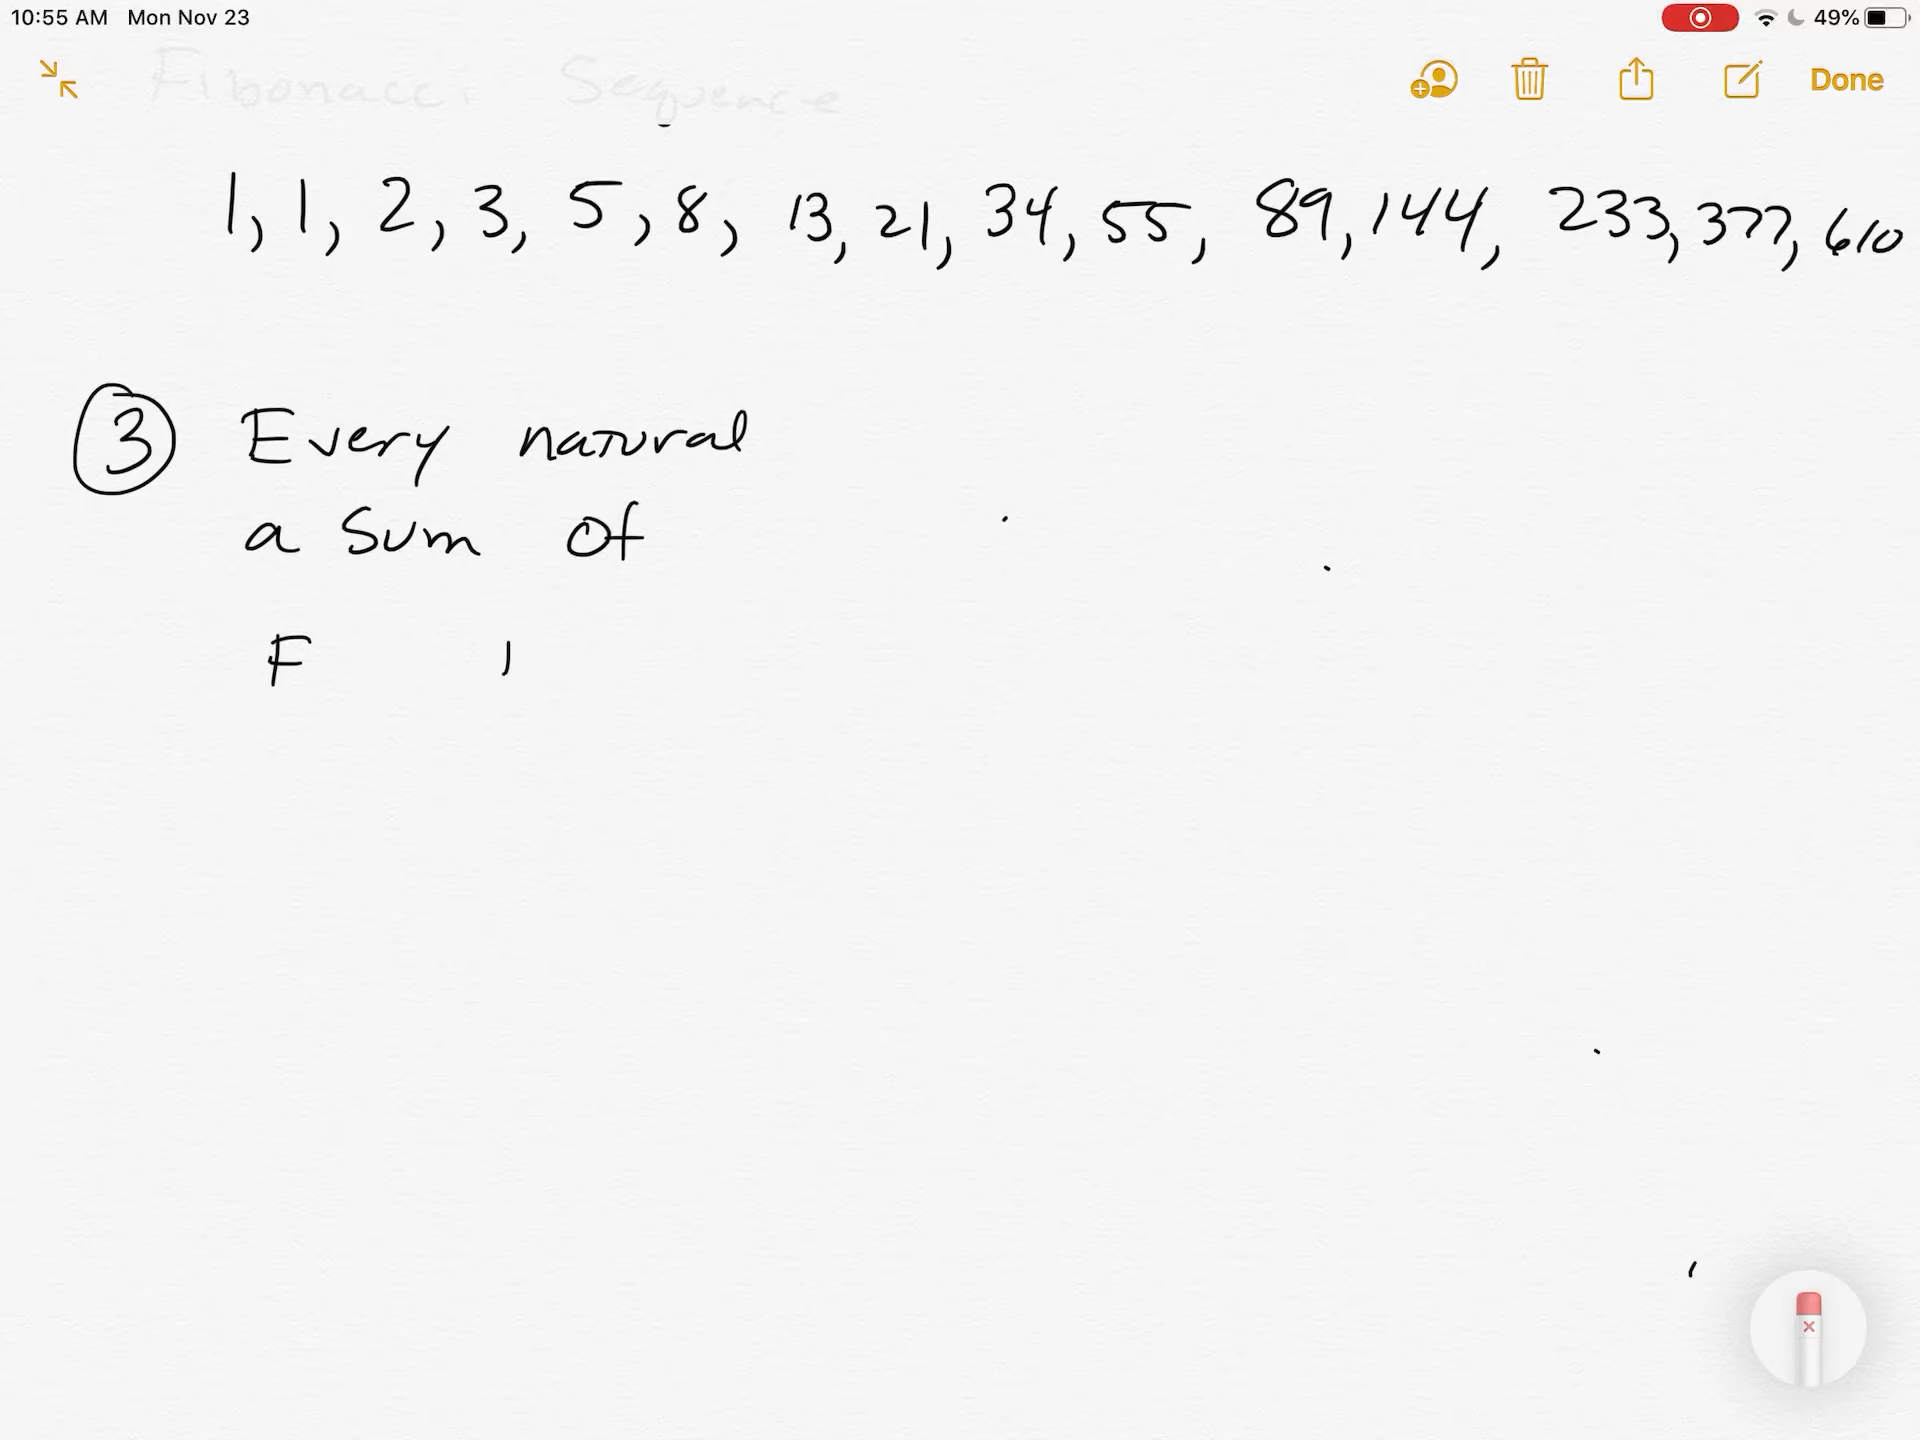 10:55 AM Mon Nov 23
49%
Fibonacci Sequence
Done
1, 1, 2, 3, 5, 8, 13, 21, 34, 55, 89, 144, 233, 377, 610
3 Every natural
a sum of
F